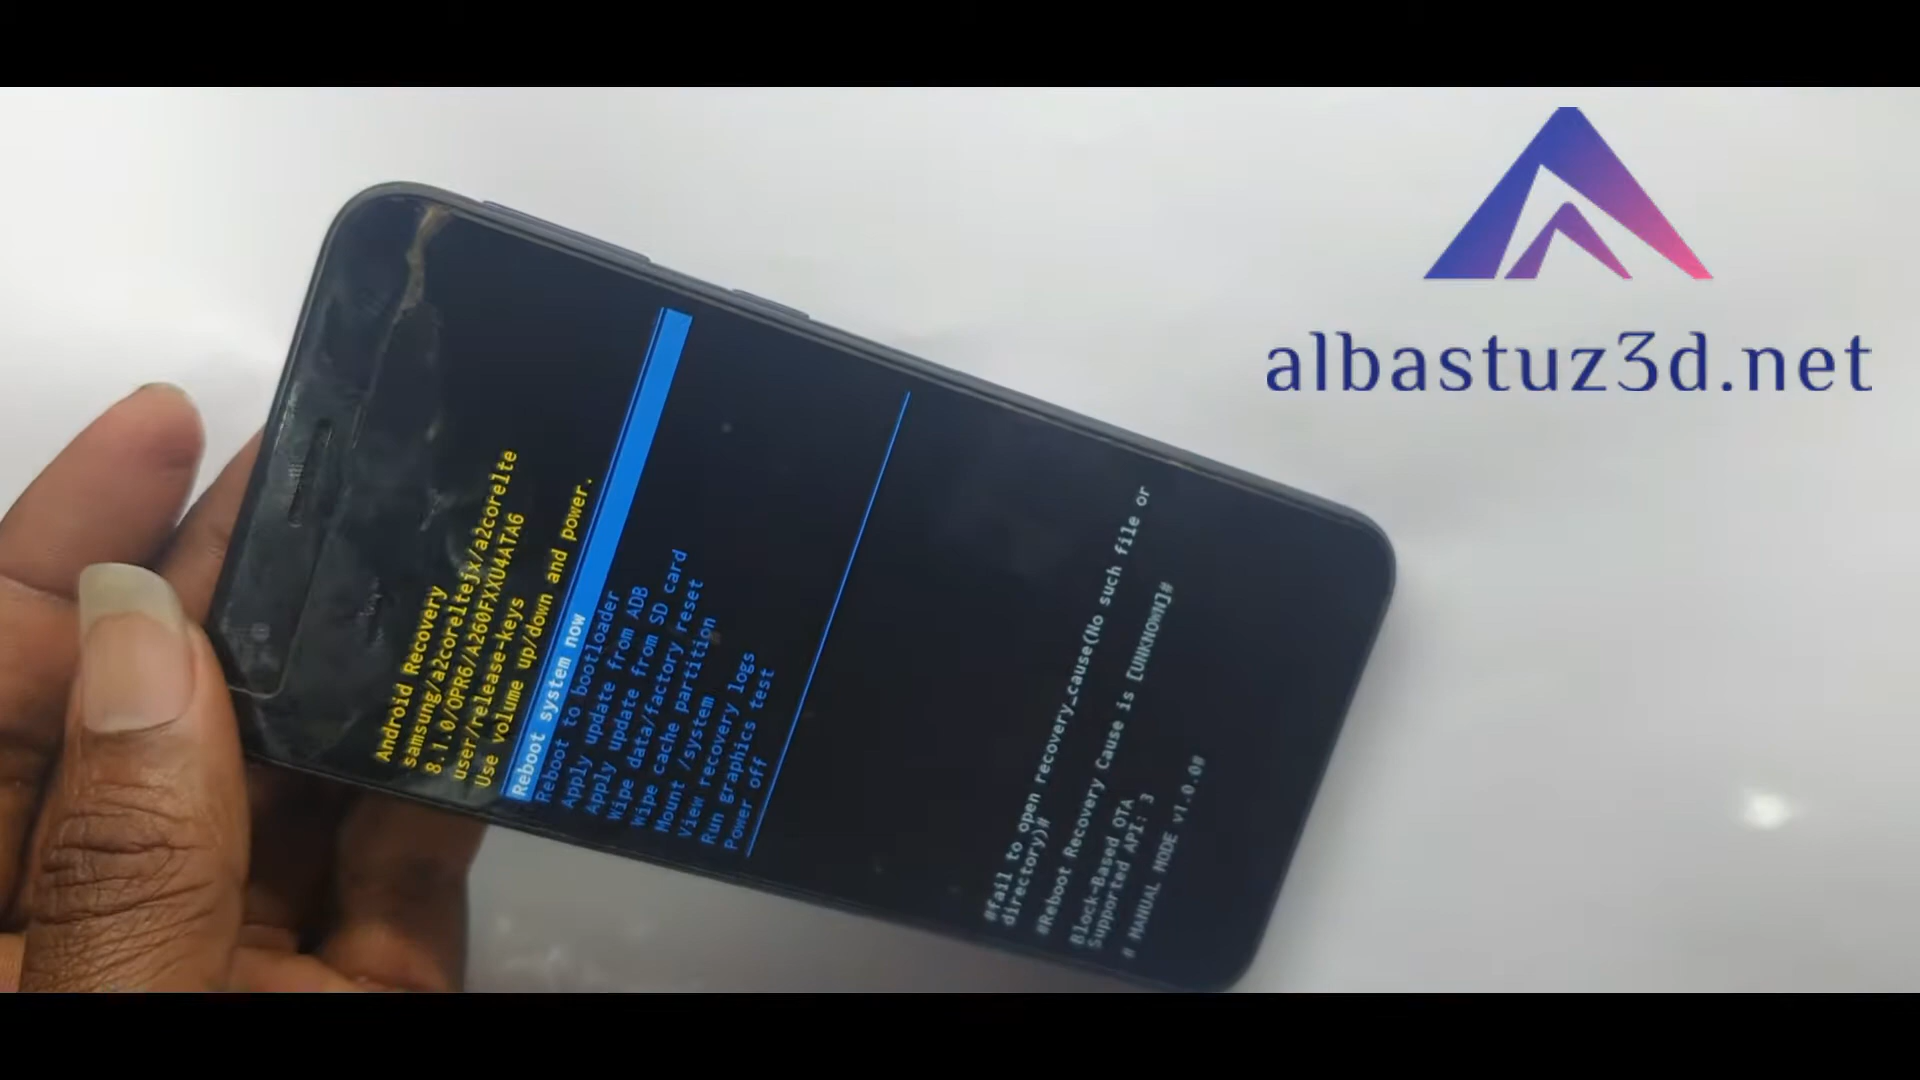 albastuz3d.net
Android Recovery
samsung/a2coreltejx/a2corelte
8.1.0/OPR6/A260FXXU4ATA6
user/release-keys
Use volume up/down and power.
Reboot system now
Reboot to bootloader
Apply update from ADB
Apply update from SD card
Wipe data/factory reset
Wipe cache partition
Mount /system
View recovery logs
Run graphics test
Power off
#fail to open recovery_cause(No such file or
directory)#
#Reboot Recovery Cause is [UNKNOWN]#
Block-Based OTA
Supported API: 3
# MANUAL MODE v1.0.0#